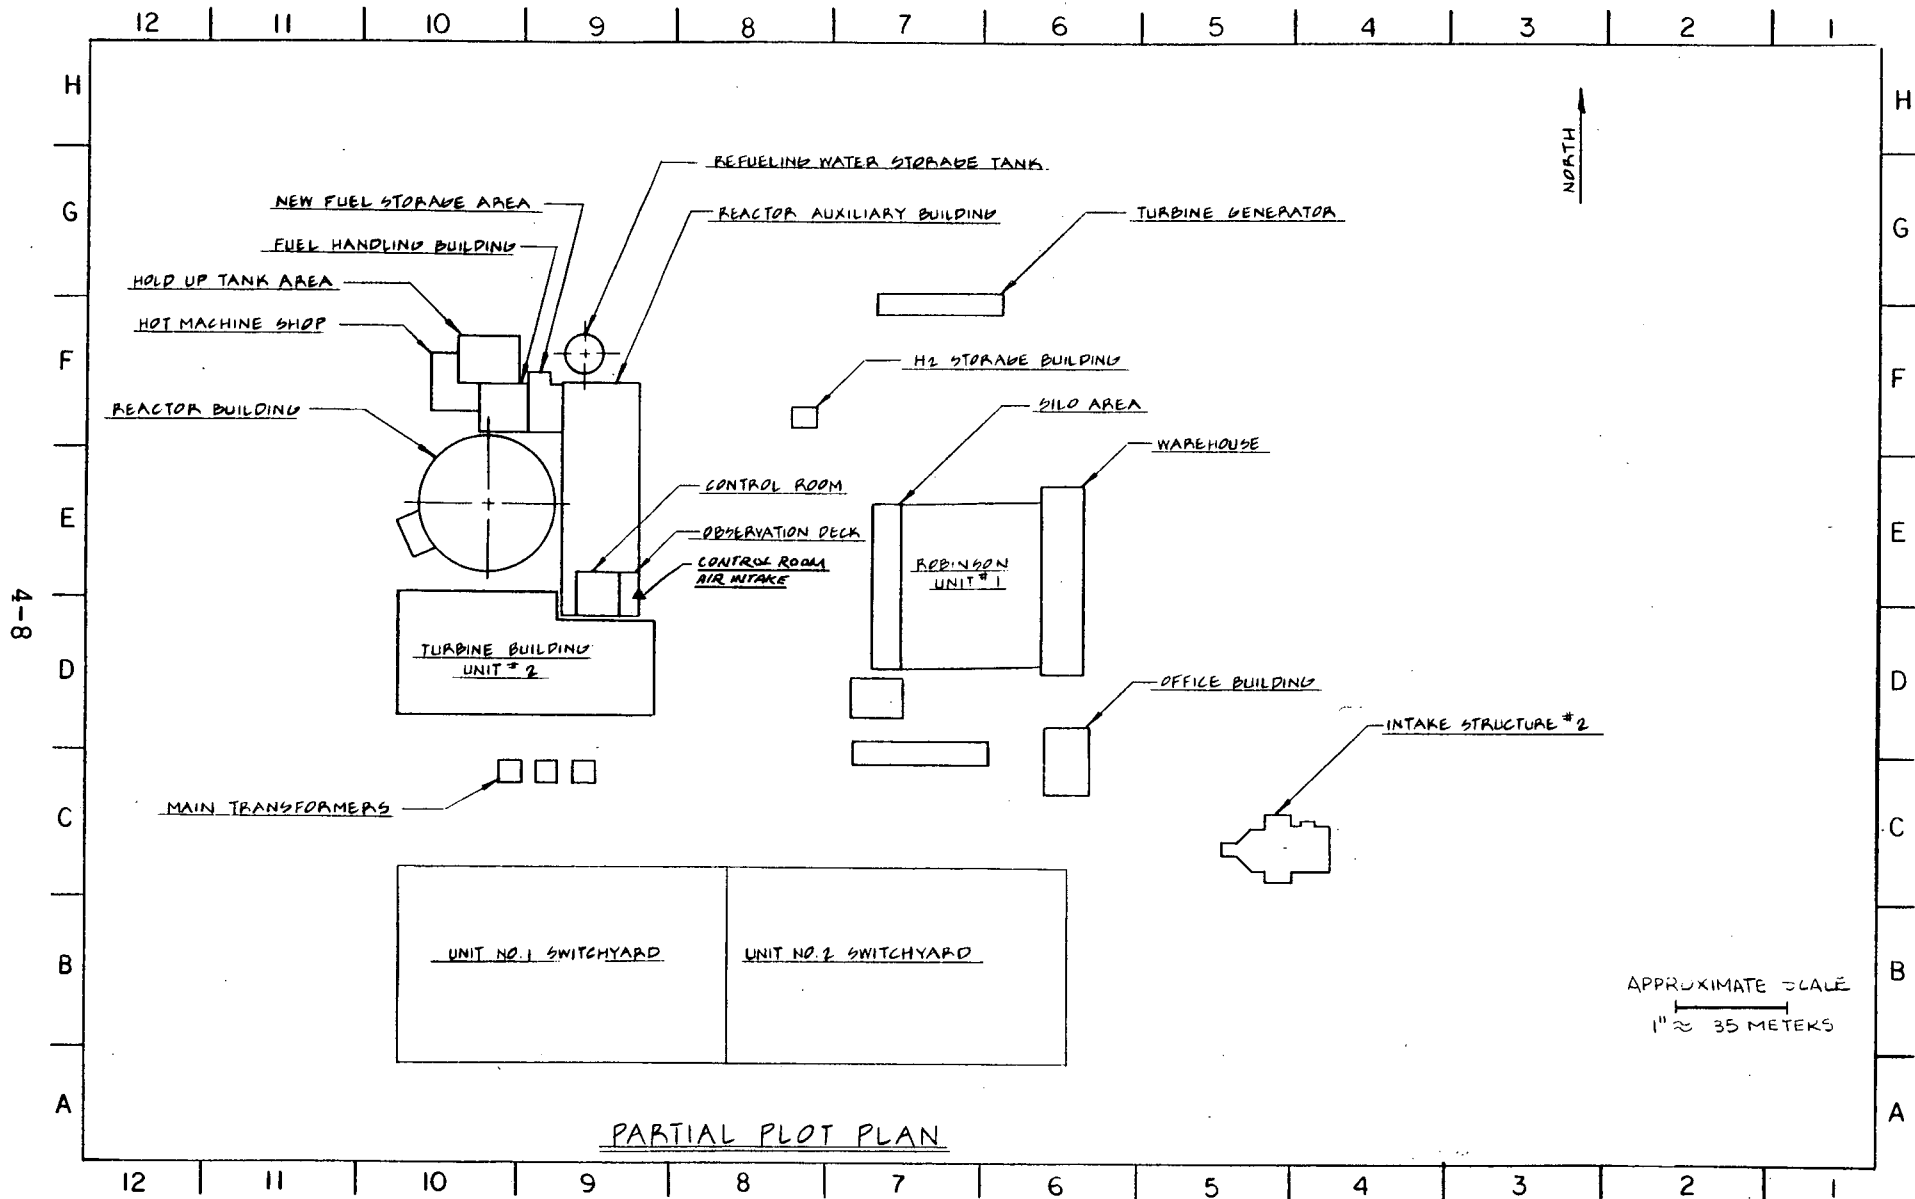 12 11 10 9 8 7 6 5 4 3 2 1
H H
NORTH
REFUELING WATER STORAGE TANK
NEW FUEL STORAGE AREA
G REACTOR AUXILIARY BUILDING TURBINE GENERATOR G
FUEL HANDLING BUILDING
HOLD UP TANK AREA
HOT MACHINE SHOP
F H2 STORAGE BUILDING F
REACTOR BUILDING
SILO AREA
WAREHOUSE
CONTROL ROOM
E OBSERVATION DECK E
CONTROL ROOM
AIR INTAKE
ROBINSON
UNIT #1
4-8
TURBINE BUILDING
UNIT #2
D D
OFFICE BUILDING
INTAKE STRUCTURE #2
MAIN TRANSFORMERS
C C
UNIT NO.1 SWITCHYARD
UNIT NO.2 SWITCHYARD
B B
APPROXIMATE SCALE
1" ≈ 35 METERS
A A
PARTIAL PLOT PLAN
12 11 10 9 8 7 6 5 4 3 2 1